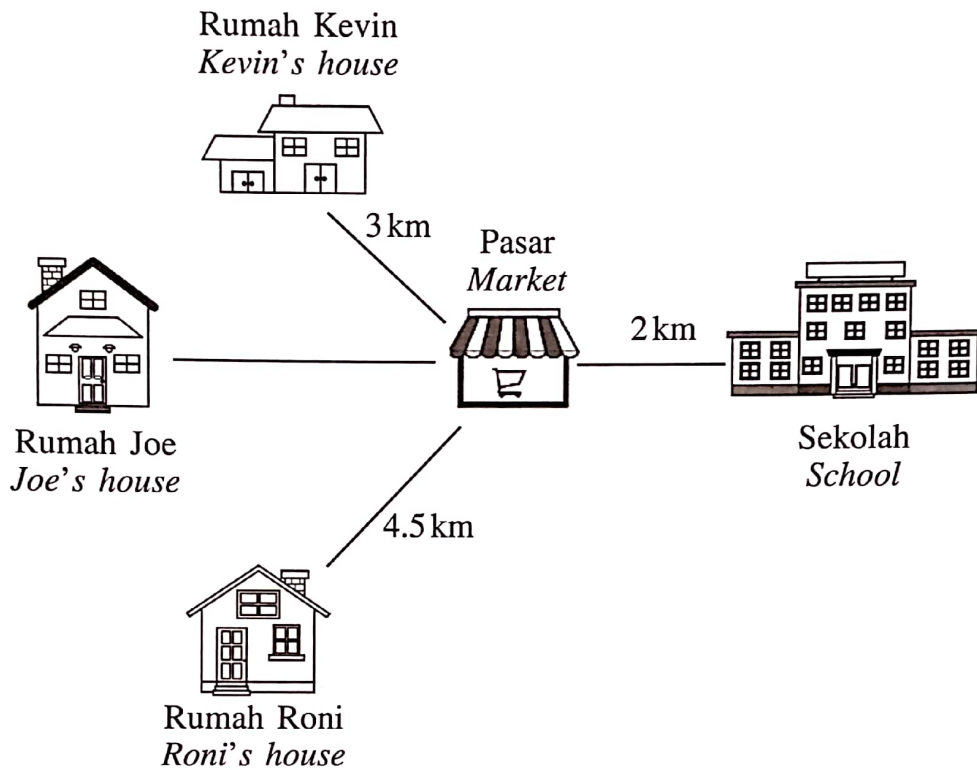 Rumah Kevin
Kevin's house
3 km
Pasar
Market
2 km
Rumah Joe
Joe's house
Sekolah
School
4.5 km
Rumah Roni
Roni's house